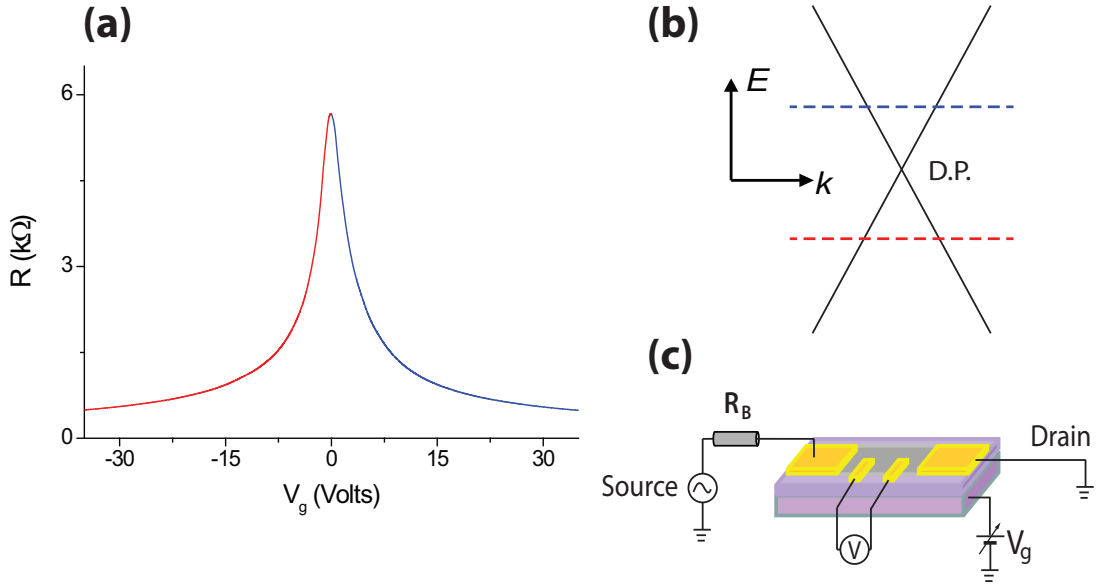 (a)
6
3
0
R (kΩ)
-30 -15 0 15 30
V_g (Volts)
(b)
E
k
D.P.
(c)
R_B
Source
Drain
V
V_g